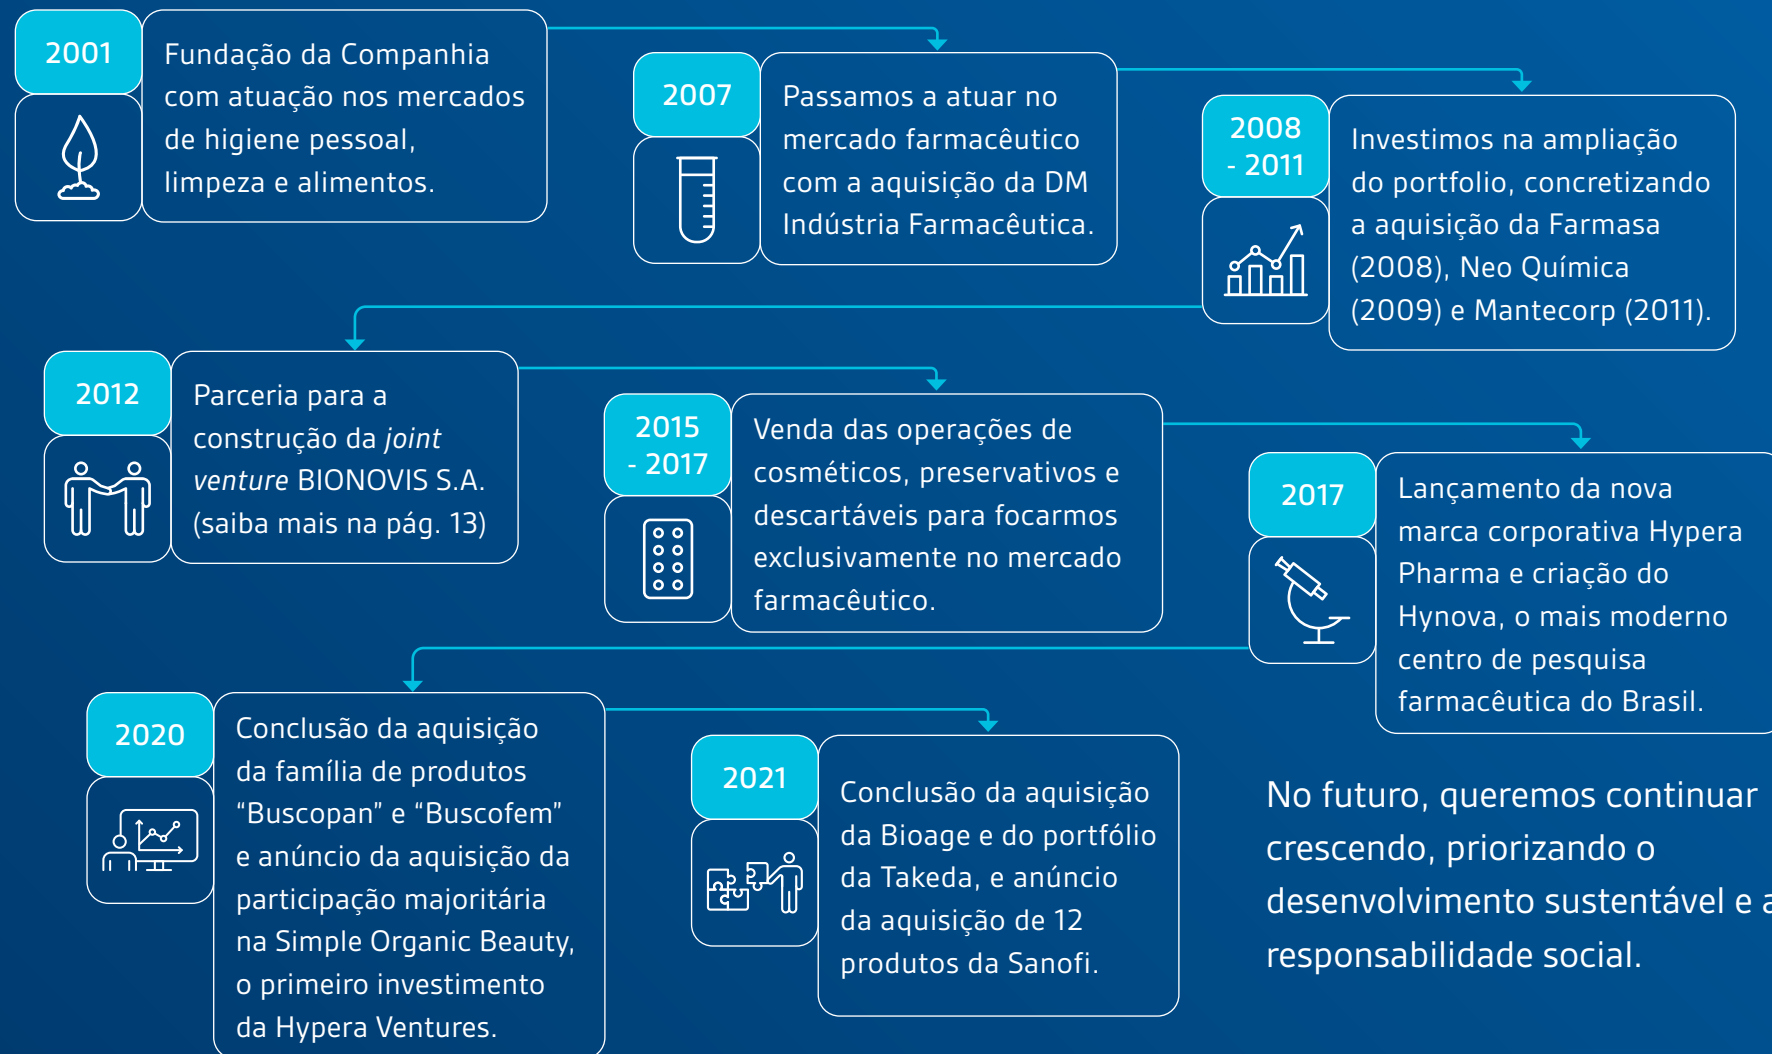 2001
Fundação da Companhia
com atuação nos mercados
de higiene pessoal,
limpeza e alimentos.
2007
Passamos a atuar no
mercado farmacêutico
com a aquisição da DM
Indústria Farmacêutica.
2008
- 2011
Investimos na ampliação
do portfolio, concretizando
a aquisição da Farmasa
(2008), Neo Química
(2009) e Mantecorp (2011).
2012
Parceria para a
construção da joint
venture BIONOVIS S.A.
(saiba mais na pág. 13)
2015
- 2017
Venda das operações de
cosméticos, preservativos e
descartáveis para focarmos
exclusivamente no mercado
farmacêutico.
2017
Lançamento da nova
marca corporativa Hypera
Pharma e criação do
Hynova, o mais moderno
centro de pesquisa
farmacêutica do Brasil.
2020
Conclusão da aquisição
da família de produtos
“Buscopan” e “Buscofem”
e anúncio da aquisição da
participação majoritária
na Simple Organic Beauty,
o primeiro investimento
da Hypera Ventures.
2021
Conclusão da aquisição
da Bioage e do portfólio
da Takeda, e anúncio
da aquisição de 12
produtos da Sanofi.
No futuro, queremos continuar
crescendo, priorizando o
desenvolvimento sustentável e a
responsabilidade social.